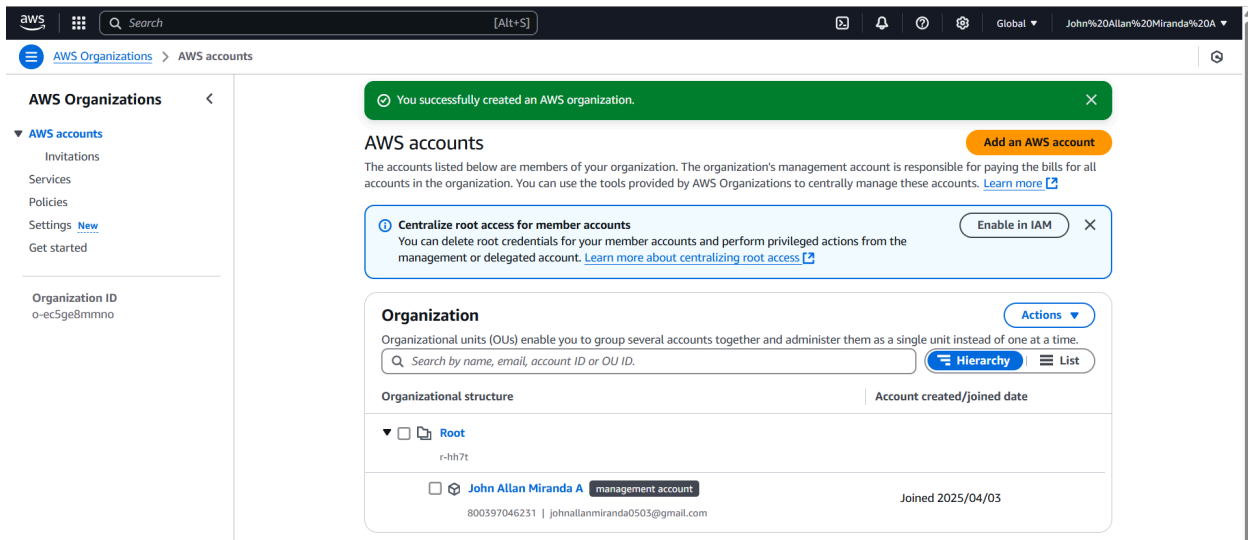 aws
Search [Alt+S] Global John%20Allan%20Miranda%20A
AWS Organizations > AWS accounts
AWS Organizations
AWS accounts
Invitations
Services
Policies
Settings New
Get started
Organization ID
o-ec5ge8mmno
You successfully created an AWS organization.
AWS accounts
Add an AWS account
The accounts listed below are members of your organization. The organization's management account is responsible for paying the bills for all
accounts in the organization. You can use the tools provided by AWS Organizations to centrally manage these accounts. Learn more
Centralize root access for member accounts
You can delete root credentials for your member accounts and perform privileged actions from the
management or delegated account. Learn more about centralizing root access
Enable in IAM
Organization
Actions
Organizational units (OUs) enable you to group several accounts together and administer them as a single unit instead of one at a time.
Search by name, email, account ID or OU ID.
Hierarchy
List
Organizational structure
Account created/joined date
Root
r-hh7t
John Allan Miranda A management account
Joined 2025/04/03
800397046231 | johnallanmiranda0503@gmail.com